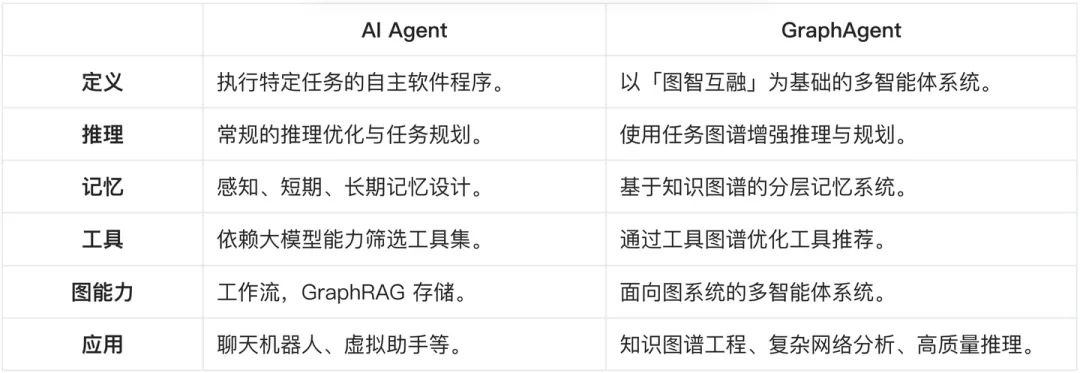 AI Agent GraphAgent
定义 执行特定任务的自主软件程序。 以「图智互融」为基础的多智能体系统。
推理 常规的推理优化与任务规划。 使用任务图谱增强推理与规划。
记忆 感知、短期、长期记忆设计。 基于知识图谱的分层记忆系统。
工具 依赖大模型能力筛选工具集。 通过工具图谱优化工具推荐。
图能力 工作流，GraphRAG 存储。 面向图系统的多智能体系统。
应用 聊天机器人、虚拟助手等。 知识图谱工程、复杂网络分析、高质量推理。